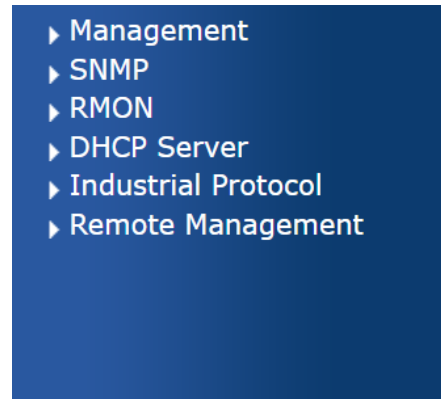 Management
SNMP
RMON
DHCP Server
Industrial Protocol
Remote Management